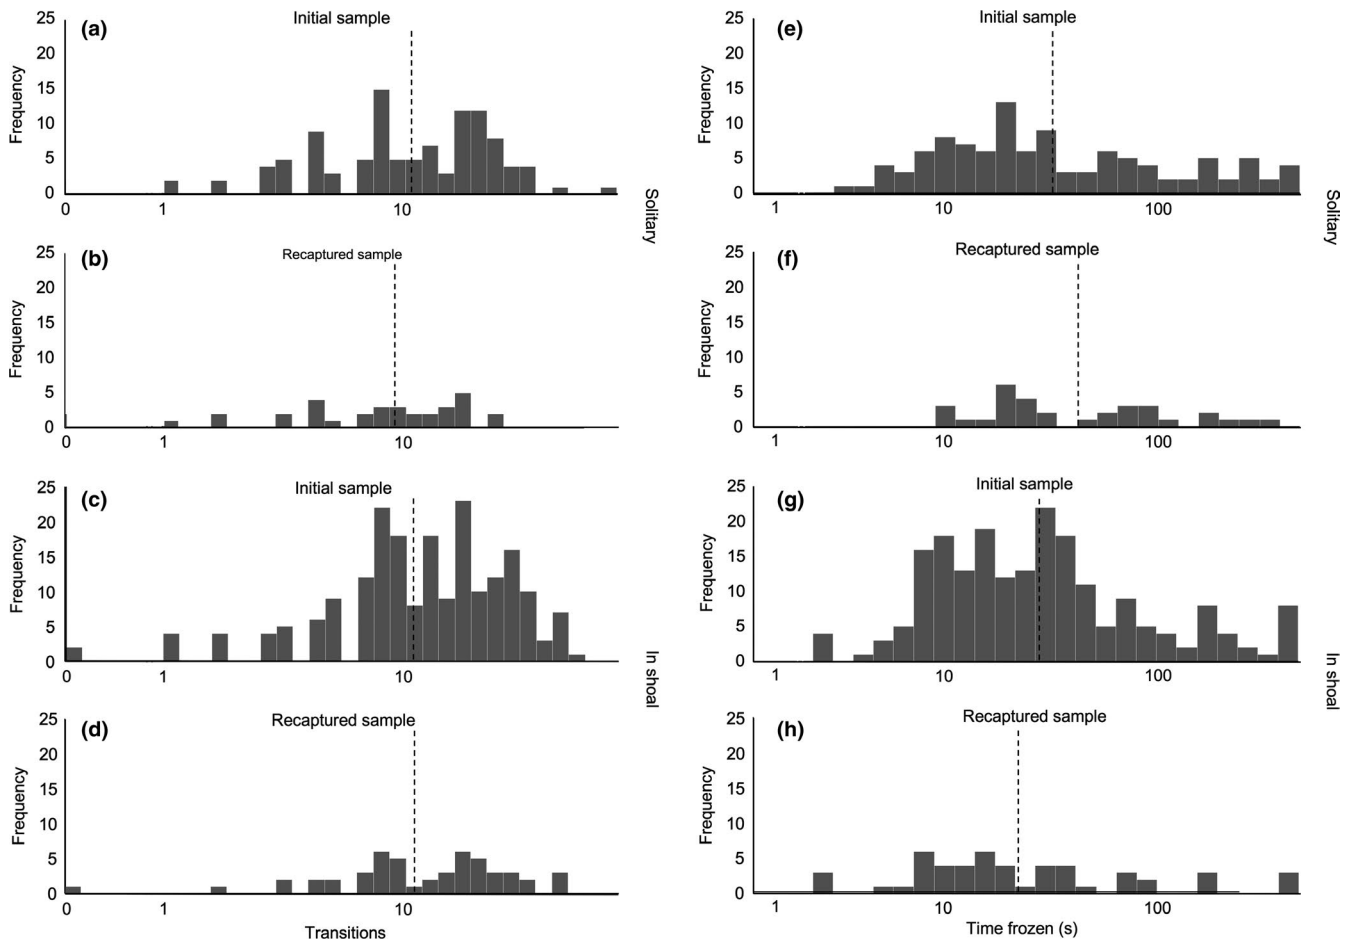 (a)
Initial sample
Frequency
25
20
15
10
5
0
0 1 10
(e)
Initial sample
Frequency
25
20
15
10
5
0
1 10 100
Solitary
Solitary
(b)
Recaptured sample
Frequency
25
20
15
10
5
0
0 1 10
(f)
Recaptured sample
Frequency
25
20
15
10
5
0
1 10 100
(c)
Initial sample
Frequency
25
20
15
10
5
0
0 1 10
(g)
Initial sample
Frequency
25
20
15
10
5
0
1 10 100
In shoal
In shoal
(d)
Recaptured sample
Frequency
25
20
15
10
5
0
0 1 10
Transitions
(h)
Recaptured sample
Frequency
25
20
15
10
5
0
1 10 100
Time frozen (s)